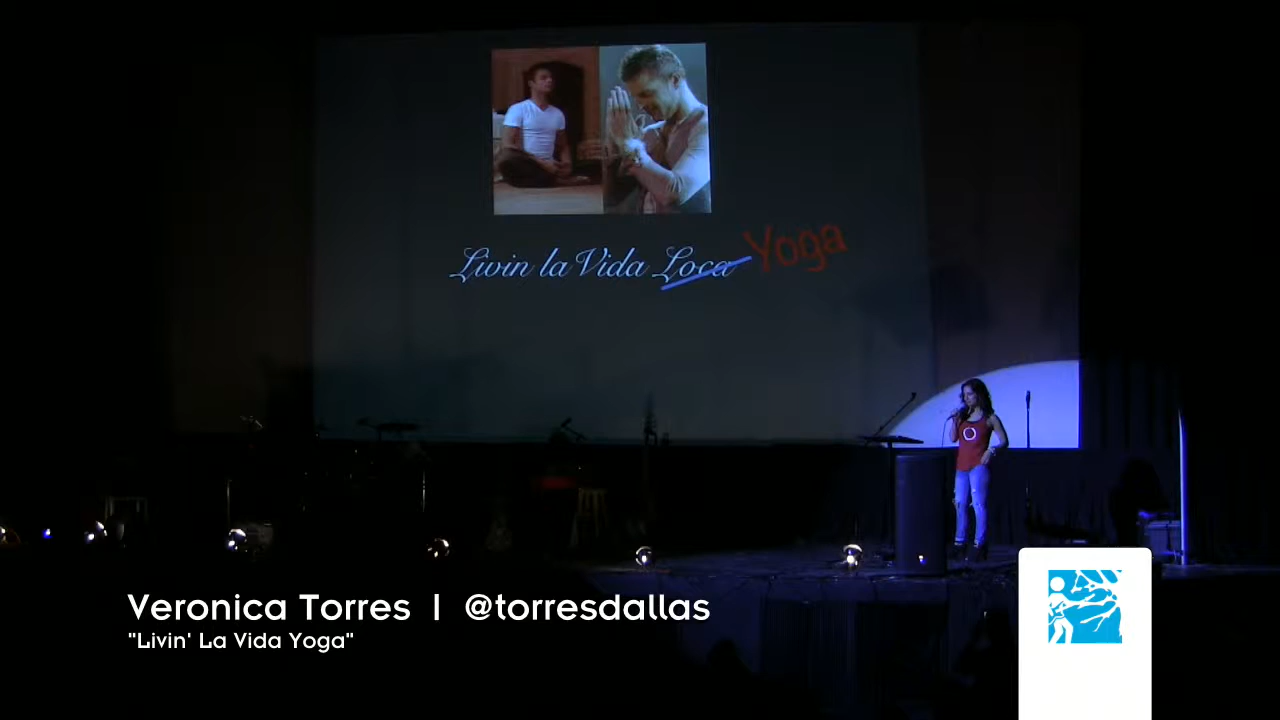 Livin la Vida Loca Yoga
Veronica Torres | @torresdallas
"Livin' La Vida Yoga"